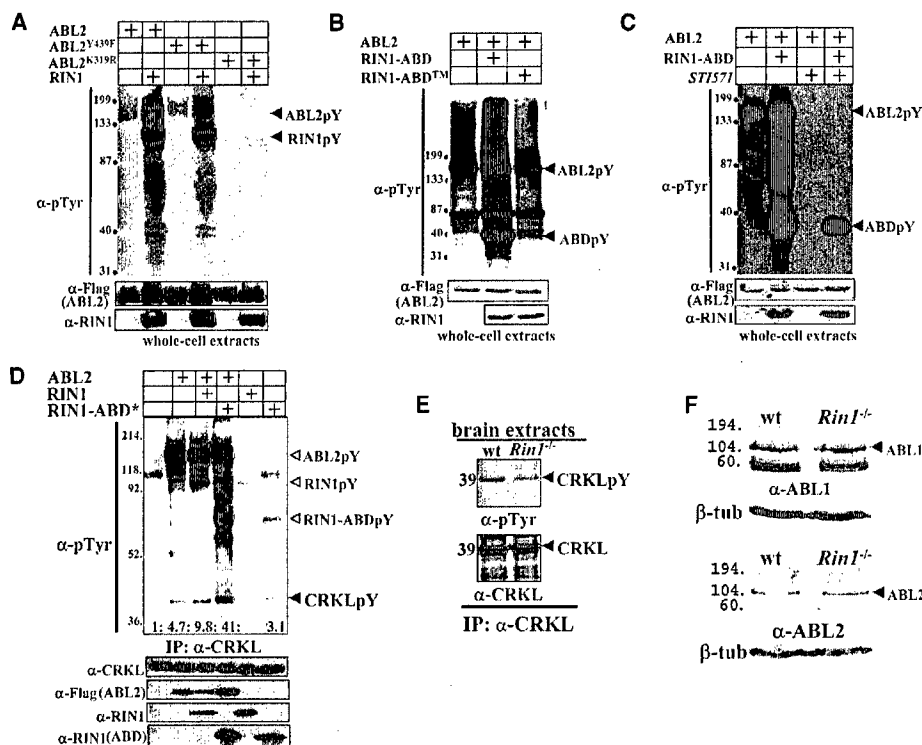 A
ABL2 + +
ABL2Y439F + +
ABL2K319R + +
RIN1 + + +
199
133
87
40
31
α-pTyr
ABL2pY
RIN1pY
α-Flag
(ABL2)
α-RIN1
whole-cell extracts
B
ABL2 + + +
RIN1-ABD +
RIN1-ABDTM +
199
133
87
40
31
α-pTyr
ABL2pY
ABDpY
α-Flag
(ABL2)
α-RIN1
whole-cell extracts
C
ABL2 + + + +
RIN1-ABD + +
STI571 + +
199
133
87
40
31
α-pTyr
ABL2pY
ABDpY
α-Flag
(ABL2)
α-RIN1
whole-cell extracts
D
ABL2 + + +
RIN1 + +
RIN1-ABD* + +
214.
118.
92.
52.
36.
α-pTyr
ABL2pY
RIN1pY
RIN1-ABDpY
CRKLpY
1: 4.7: 9.8: 41: 3.1
IP: α-CRKL
α-CRKL
α-Flag(ABL2)
α-RIN1
α-RIN1(ABD)
E
brain extracts
wt Rin1-/-
39
CRKLpY
α-pTyr
39
CRKL
α-CRKL
IP: α-CRKL
F
wt Rin1-/-
194.
104.
60.
ABL1
α-ABL1
β-tub
wt Rin1-/-
194.
104.
60.
ABL2
α-ABL2
β-tub